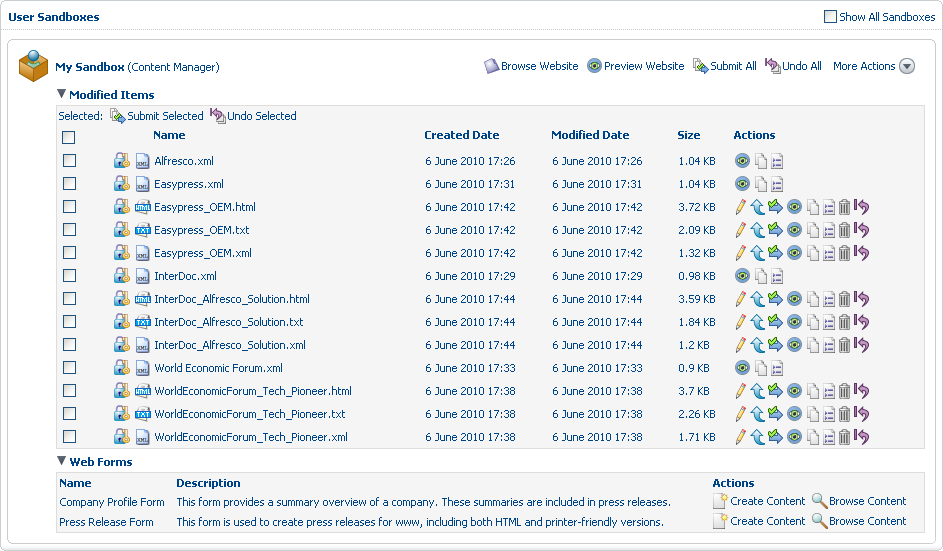 User Sandboxes Show All Sandboxes
My Sandbox (Content Manager) Browse Website Preview Website Submit All Undo All More Actions
Modified Items
Selected: Submit Selected Undo Selected
Name Created Date Modified Date Size Actions
Alfresco.xml 6 June 2010 17:26 6 June 2010 17:26 1.04 KB
Easypress.xml 6 June 2010 17:31 6 June 2010 17:31 1.04 KB
Easypress_OEM.html 6 June 2010 17:42 6 June 2010 17:42 3.72 KB
Easypress_OEM.txt 6 June 2010 17:42 6 June 2010 17:42 2.09 KB
Easypress_OEM.xml 6 June 2010 17:42 6 June 2010 17:42 1.32 KB
InterDoc.xml 6 June 2010 17:29 6 June 2010 17:29 0.98 KB
InterDoc_Alfresco_Solution.html 6 June 2010 17:44 6 June 2010 17:44 3.59 KB
InterDoc_Alfresco_Solution.txt 6 June 2010 17:44 6 June 2010 17:44 1.84 KB
InterDoc_Alfresco_Solution.xml 6 June 2010 17:44 6 June 2010 17:44 1.2 KB
World Economic Forum.xml 6 June 2010 17:33 6 June 2010 17:33 0.9 KB
WorldEconomicForum_Tech_Pioneer.html 6 June 2010 17:38 6 June 2010 17:38 3.7 KB
WorldEconomicForum_Tech_Pioneer.txt 6 June 2010 17:38 6 June 2010 17:38 2.26 KB
WorldEconomicForum_Tech_Pioneer.xml 6 June 2010 17:38 6 June 2010 17:38 1.71 KB
Web Forms
Name Description Actions
Company Profile Form This form provides a summary overview of a company. These summaries are included in press releases. Create Content Browse Content
Press Release Form This form is used to create press releases for www, including both HTML and printer-friendly versions. Create Content Browse Content